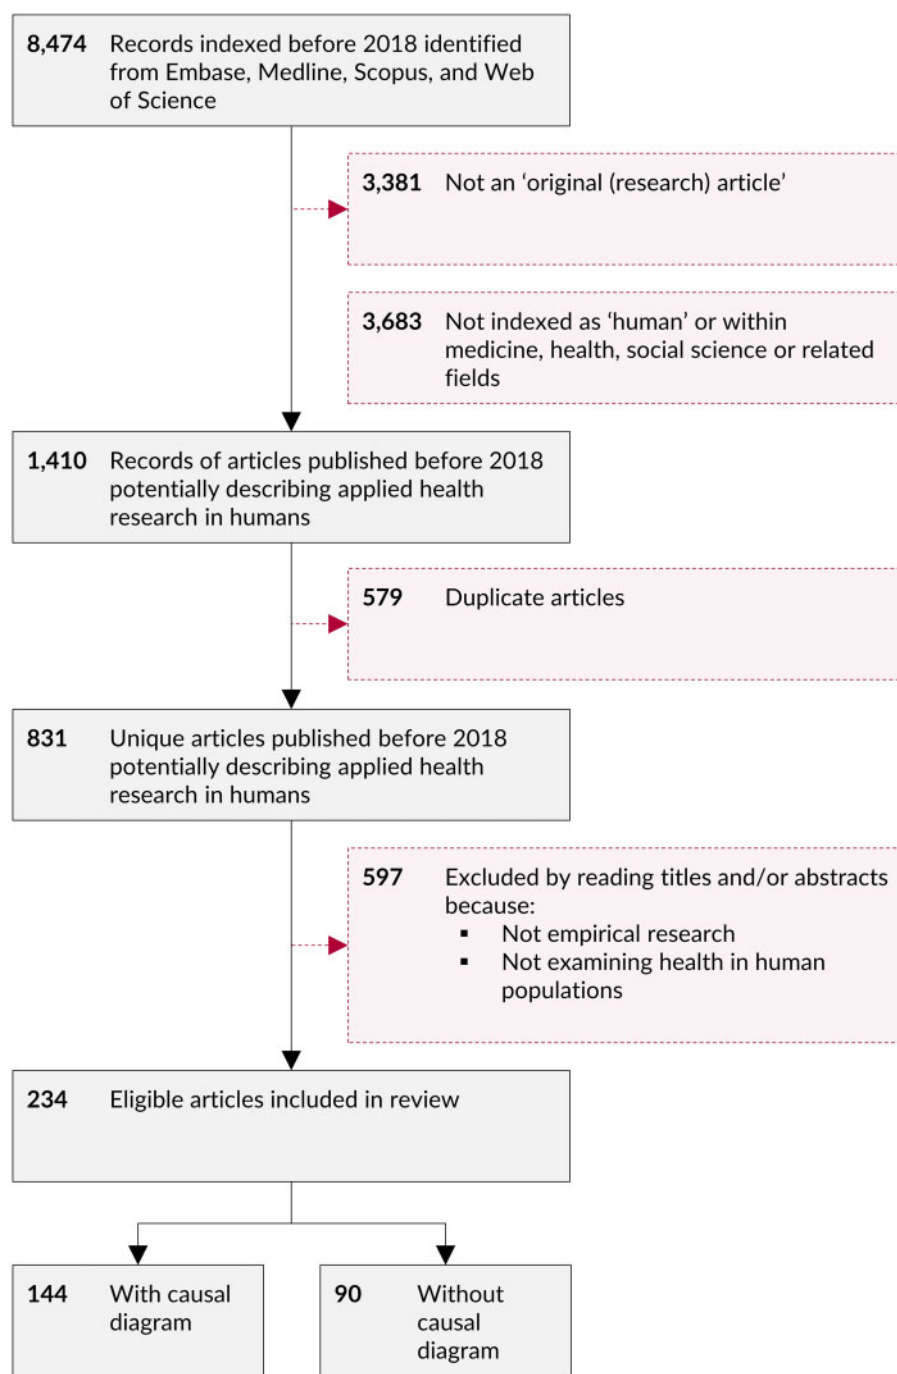 8,474 Records indexed before 2018 identified
from Embase, Medline, Scopus, and Web
of Science
3,381 Not an ‘original (research) article’
3,683 Not indexed as ‘human’ or within
medicine, health, social science or related
fields
1,410 Records of articles published before 2018
potentially describing applied health
research in humans
579 Duplicate articles
831 Unique articles published before 2018
potentially describing applied health
research in humans
597 Excluded by reading titles and/or abstracts
because:
▪ Not empirical research
▪ Not examining health in human
populations
234 Eligible articles included in review
144 With causal
diagram
90 Without
causal
diagram